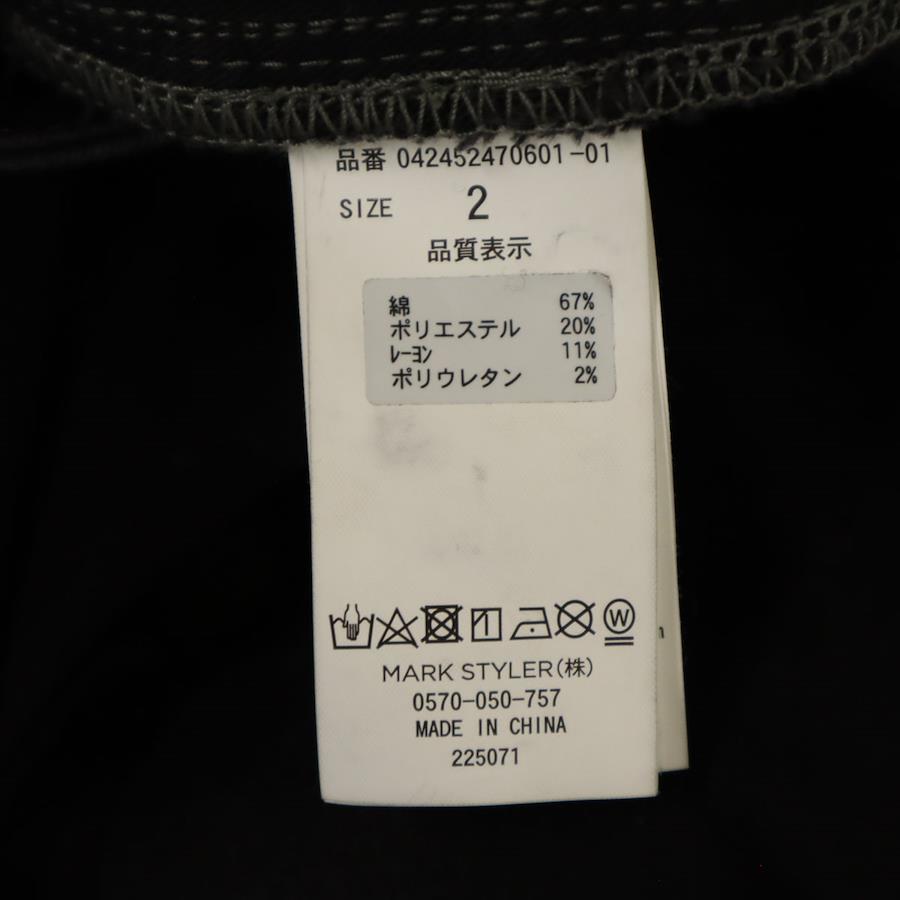 品番 042452470601-01
SIZE 2
品質表示
綿 67%
ポリエステル 20%
ﾚｰﾖﾝ 11%
ポリウレタン 2%
W
MARK STYLER(株)
0570-050-757
MADE IN CHINA
225071